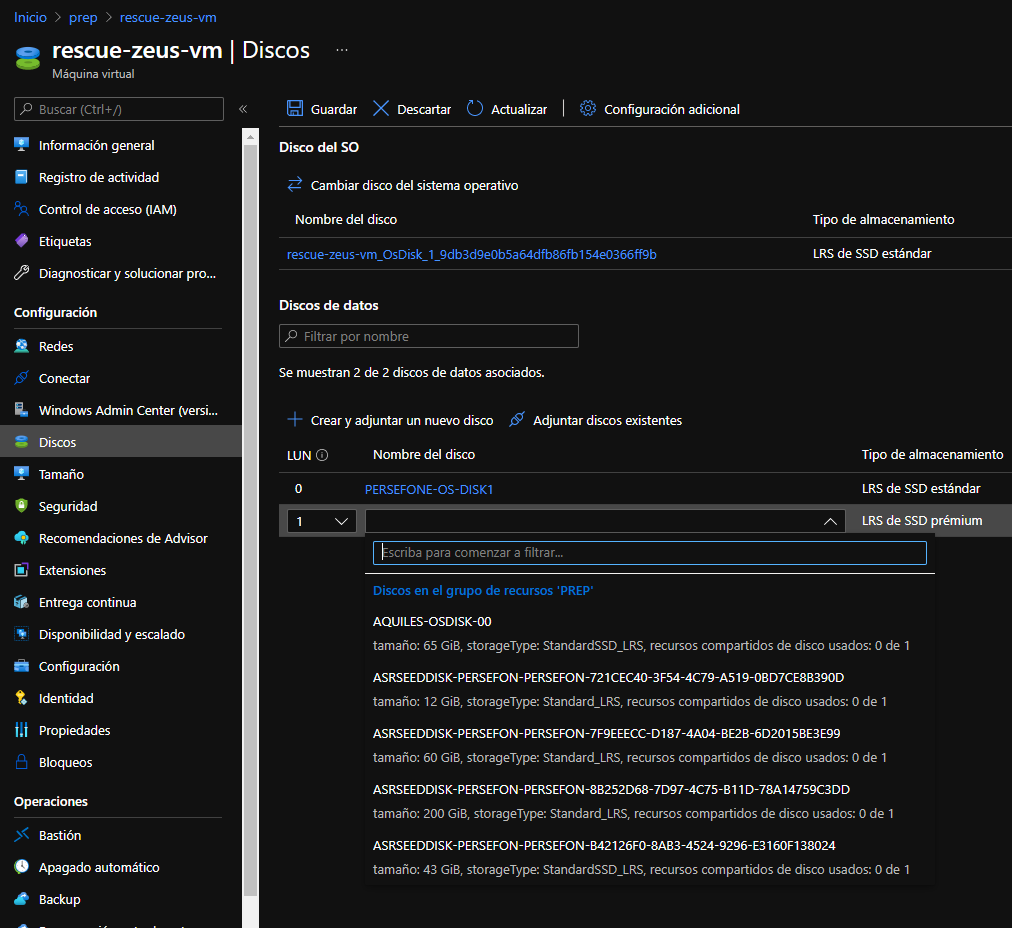 Inicio > prep > rescue-zeus-vm
rescue-zeus-vm | Discos ...
Máquina virtual
Buscar (Ctrl+/) «
Información general
Registro de actividad
Control de acceso (IAM)
Etiquetas
Diagnosticar y solucionar pro...
Configuración
Redes
Conectar
Windows Admin Center (versi...
Discos
Tamaño
Seguridad
Recomendaciones de Advisor
Extensiones
Entrega continua
Disponibilidad y escalado
Configuración
Identidad
Propiedades
Bloqueos
Operaciones
Bastión
Apagado automático
Backup
Guardar Descartar Actualizar | Configuración adicional
Disco del SO
Cambiar disco del sistema operativo
Nombre del disco Tipo de almacenamiento
rescue-zeus-vm_OsDisk_1_9db3d9e0b5a64dfb86fb154e0366ff9b LRS de SSD estándar
Discos de datos
Filtrar por nombre
Se muestran 2 de 2 discos de datos asociados.
Crear y adjuntar un nuevo disco Adjuntar discos existentes
LUN Nombre del disco Tipo de almacenamiento
0 PERSEFONE-OS-DISK1 LRS de SSD estándar
1 LRS de SSD prémium
Escriba para comenzar a filtrar...
Discos en el grupo de recursos 'PREP'
AQUILES-OSDISK-00
tamaño: 65 GiB, storageType: StandardSSD_LRS, recursos compartidos de disco usados: 0 de 1
ASRSEEDDISK-PERSEFON-PERSEFON-721CEC40-3F54-4C79-A519-0BD7CE8B390D
tamaño: 12 GiB, storageType: Standard_LRS, recursos compartidos de disco usados: 0 de 1
ASRSEEDDISK-PERSEFON-PERSEFON-7F9EEECC-D187-4A04-BE2B-6D2015BE3E99
tamaño: 60 GiB, storageType: Standard_LRS, recursos compartidos de disco usados: 0 de 1
ASRSEEDDISK-PERSEFON-PERSEFON-8B252D68-7D97-4C75-B11D-78A14759C3DD
tamaño: 200 GiB, storageType: Standard_LRS, recursos compartidos de disco usados: 0 de 1
ASRSEEDDISK-PERSEFON-PERSEFON-B42126F0-8AB3-4524-9296-E3160F138024
tamaño: 43 GiB, storageType: StandardSSD_LRS, recursos compartidos de disco usados: 0 de 1